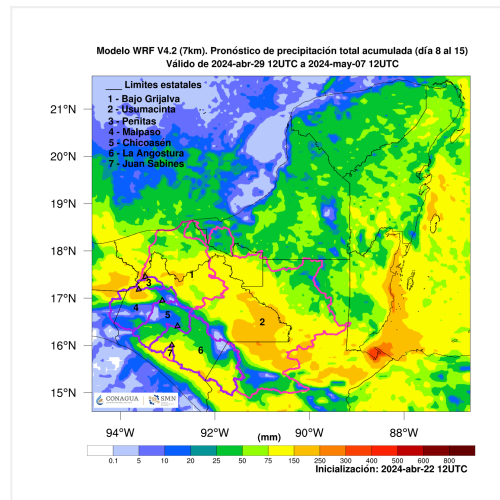 Modelo WRF V4.2 (7km). Pronóstico de precipitación total acumulada (día 8 al 15)
Válido de 2024-abr-29 12UTC a 2024-may-07 12UTC
Limites estatales
1 - Bajo Grijalva
2 - Usumacinta
3 - Peñitas
4 - Malpaso
5 - Chicoasen
6 - La Angostura
7 - Juan Sabines
21°N
20°N
19°N
18°N
17°N
16°N
15°N
1
3
4
5
2
6
7
CONAGUA
SMN
94°W
92°W
90°W
88°W
(mm)
0.1
5
10
20
25
50
75
150
250
300
400
500
600
800
Inicialización: 2024-abr-22 12UTC